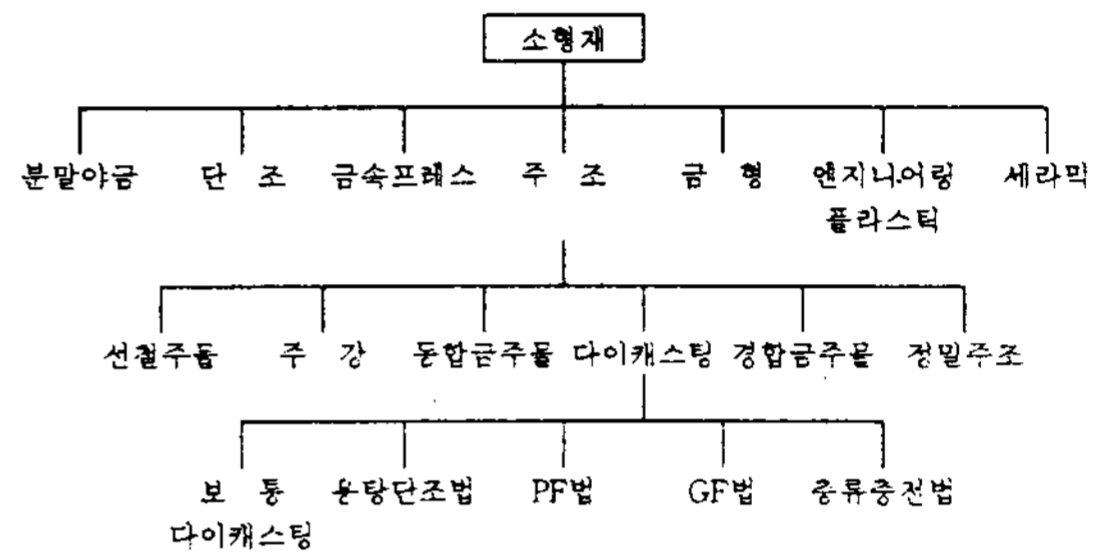 소형재
분말야금 단 조 금속프레스 주 조 금 형 엔지니어링 세라믹
플라스틱
선철주물 주 강 동합금주물 다이캐스팅 경합금주물 정밀주조
보 통 용탕단조법 PF법 GF법 층류충전법
다이캐스팅